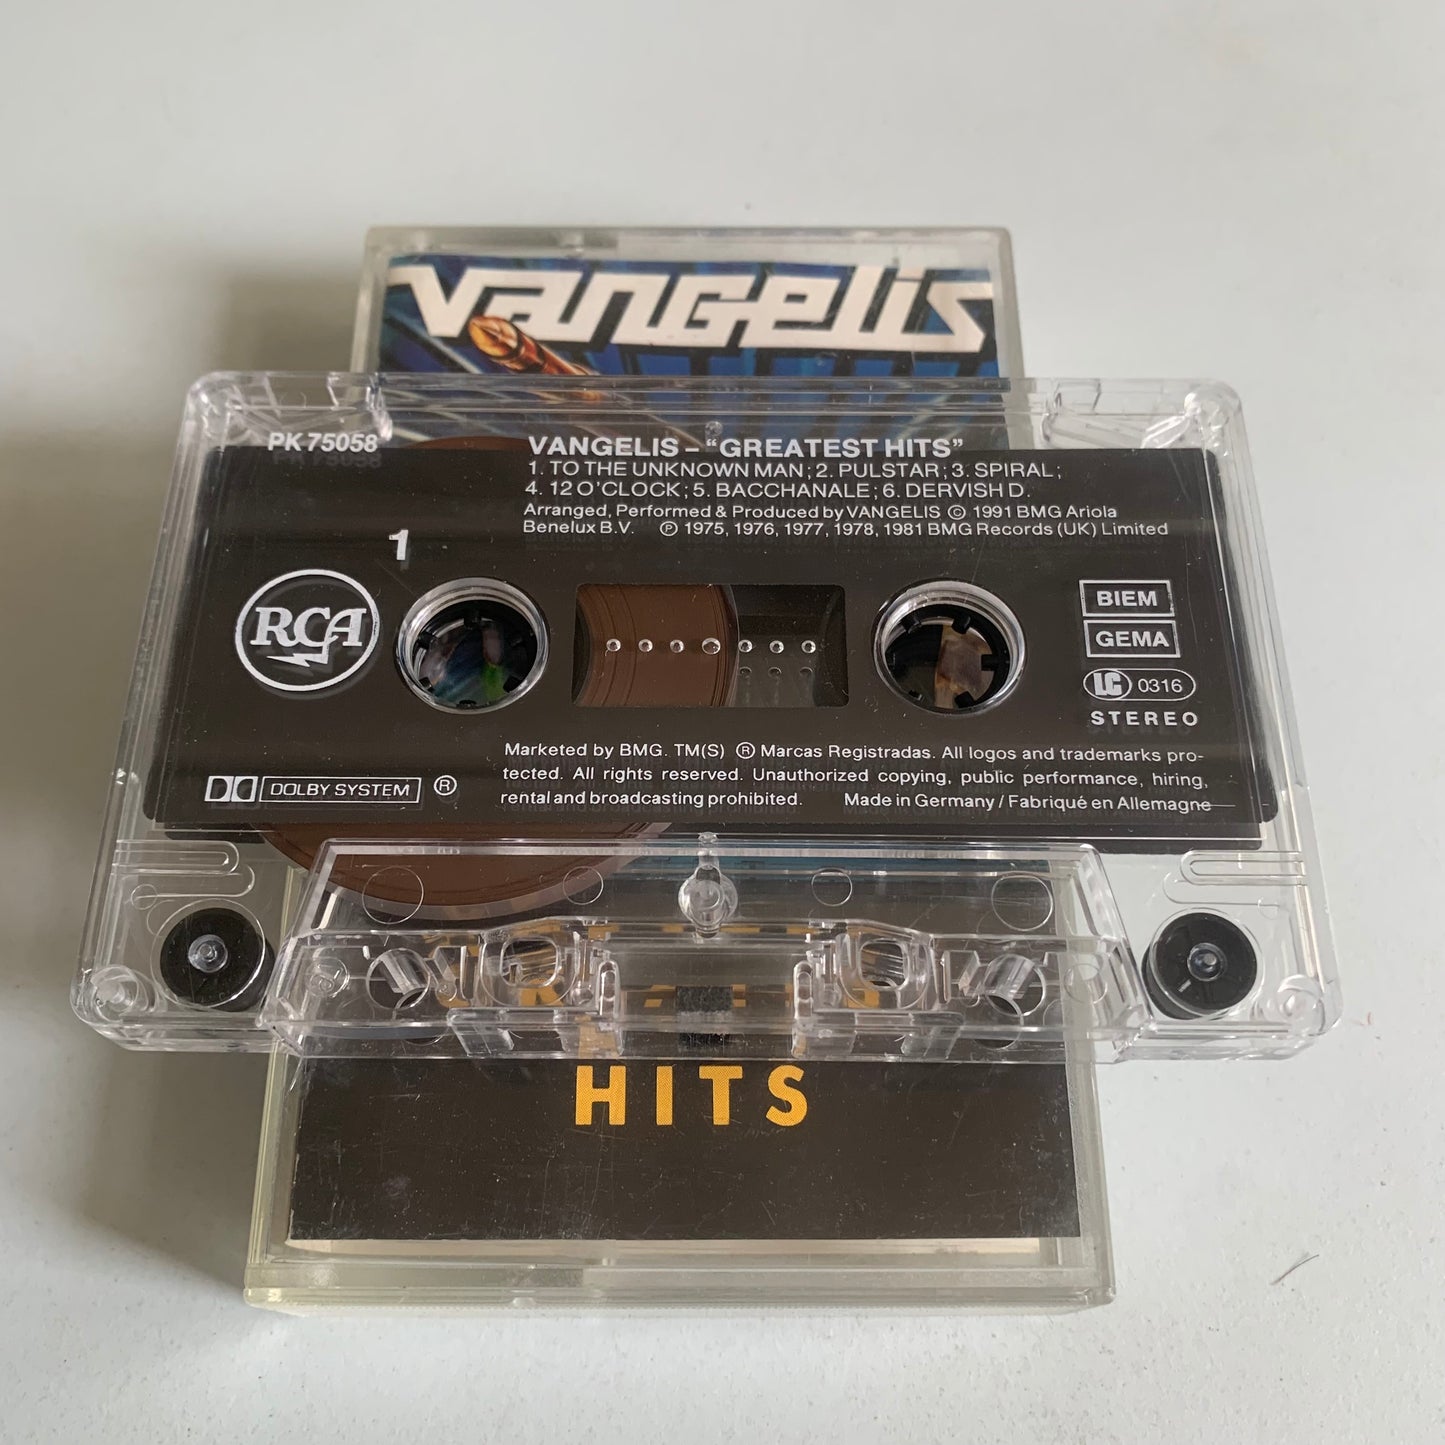 vangelis
PK 75058
VANGELIS – "GREATEST HITS"
1. TO THE UNKNOWN MAN; 2. PULSTAR; 3. SPIRAL;
4. 12 O'CLOCK; 5. BACCHANALE; 6. DERVISH D.
Arranged, Performed & Produced by VANGELIS © 1991 BMG Ariola
Benelux B.V. ℗ 1975, 1976, 1977, 1978, 1981 BMG Records (UK) Limited
1
RCA
BIEM
GEMA
LC 0316
STEREO
Marketed by BMG. TM(S) ® Marcas Registradas. All logos and trademarks pro-
tected. All rights reserved. Unauthorized copying, public performance, hiring,
rental and broadcasting prohibited. Made in Germany / Fabriqué en Allemagne
DOLBY SYSTEM ®
HITS